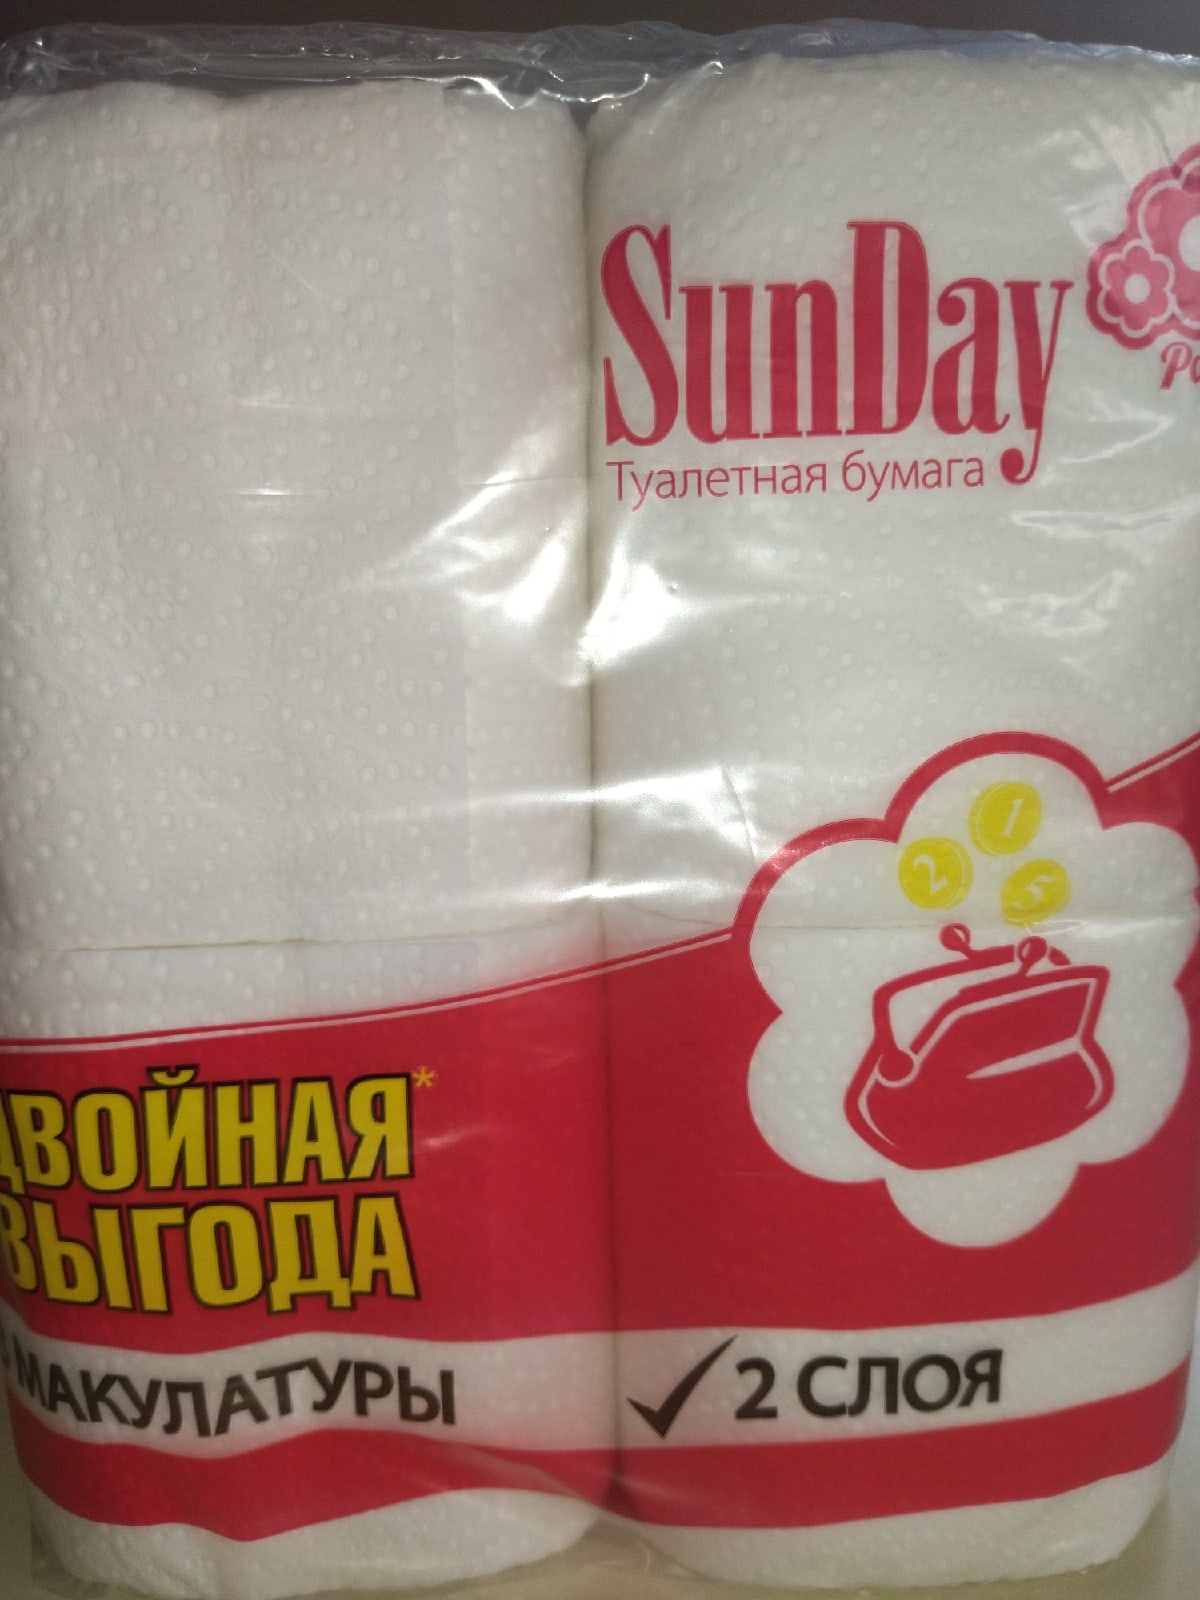 SunDay
Туалетная бумага
1
2
5
ДВОЙНАЯ*
ВЫГОДА
МАКУЛАТУРЫ
2 СЛОЯ